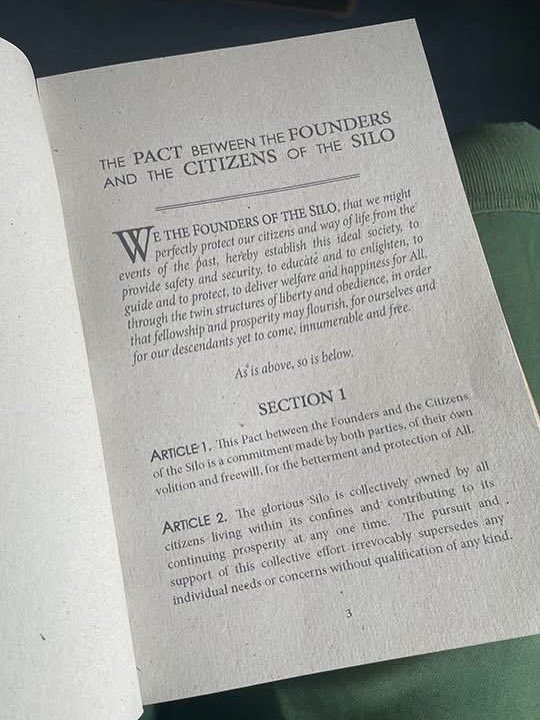 THE PACT BETWEEN THE FOUNDERS
AND THE CITIZENS OF THE SILO
WE THE FOUNDERS OF THE SILO, that we might
perfectly protect our citizens and way of life from the
events of the past, hereby establish this ideal society, to
provide safety and security, to educate and to enlighten, to
guide and to protect, to deliver welfare and happiness for All,
through the twin structures of liberty and obedience, in order
that fellowship and prosperity may flourish, for ourselves and
for our descendants yet to come, innumerable and free.
As is above, so is below.
SECTION 1
ARTICLE 1. This Pact between the Founders and the Citizens
of the Silo is a commitment made by both parties, of their own
volition and freewill, for the betterment and protection of All.
ARTICLE 2. The glorious Silo is collectively owned by all
citizens living within its confines and contributing to its
continuing prosperity at any one time. The pursuit and
support of this collective effort irrevocably supersedes any
individual needs or concerns without qualification of any kind.
3